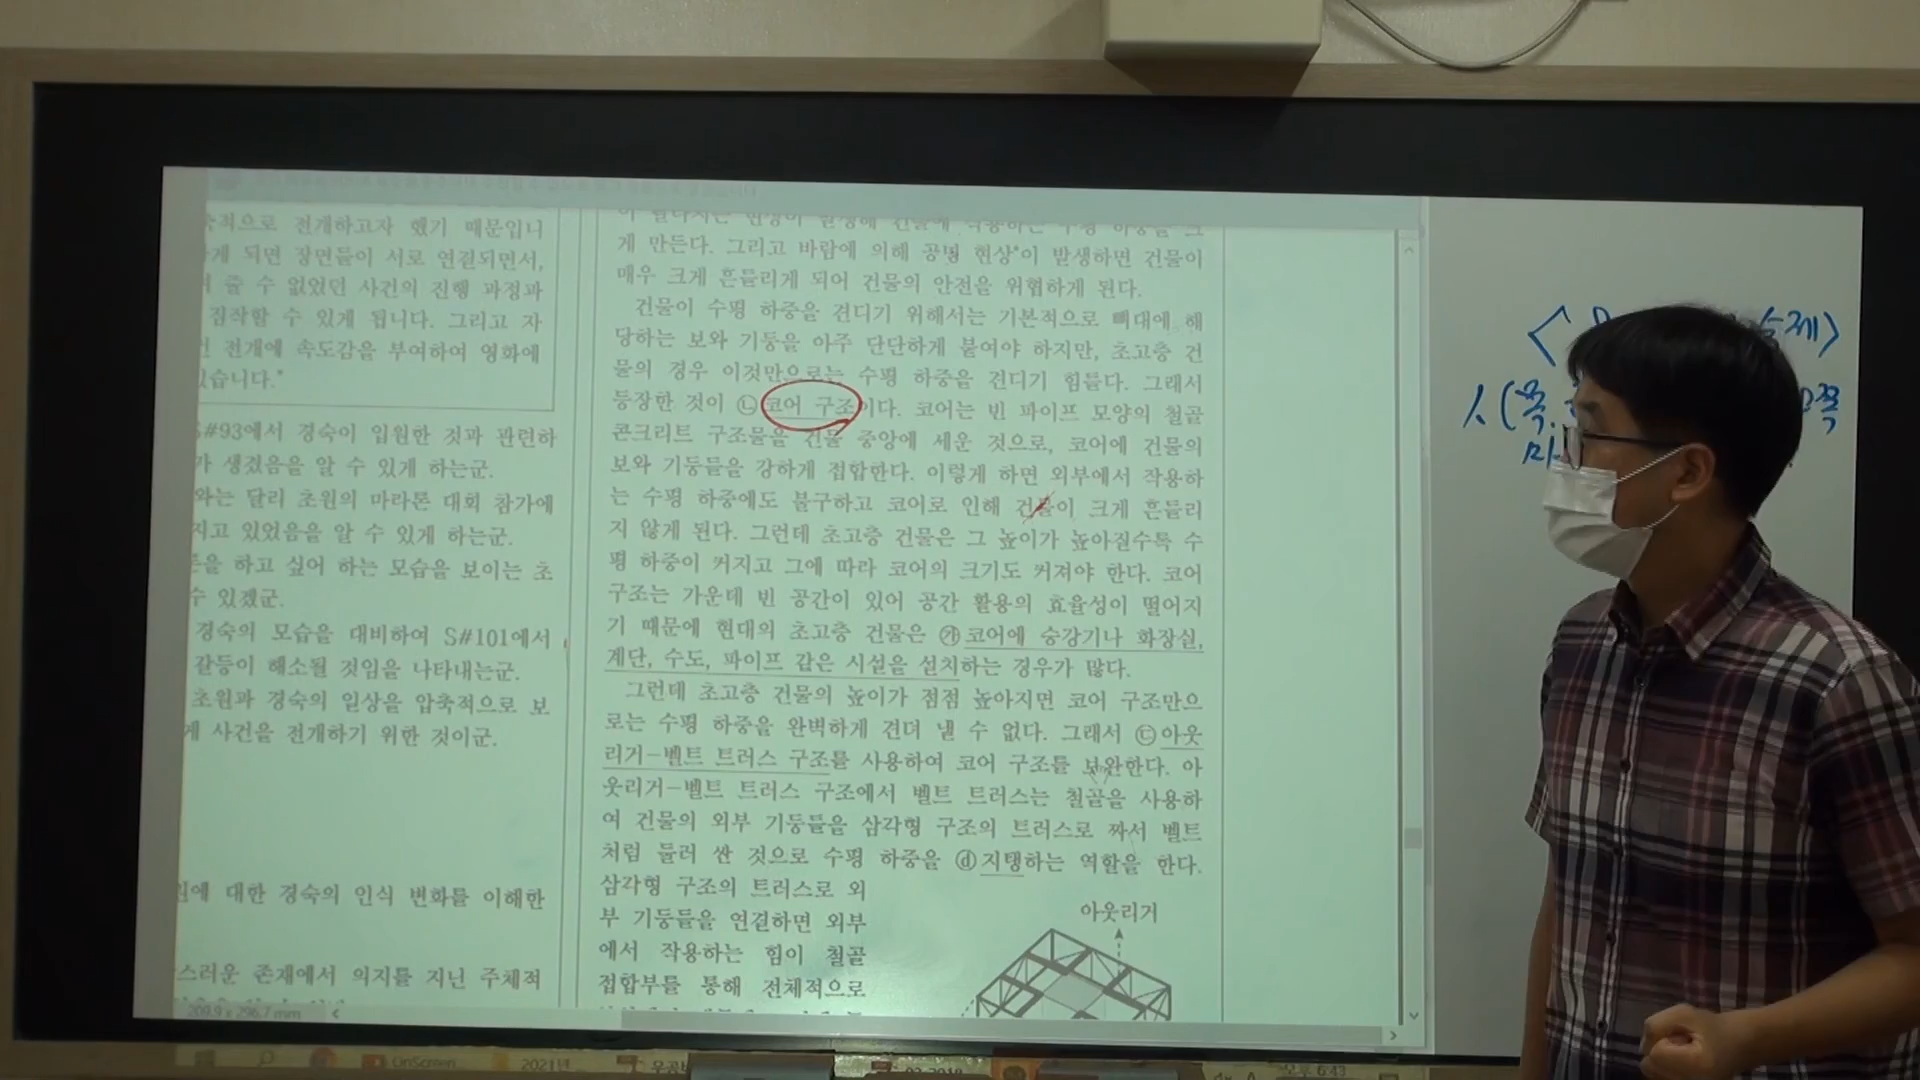 축적으로 전개하고자 했기 때문입니
하게 되면 장면들이 서로 연결되면서,
줄 수 없었던 사건의 진행 과정과
짐작할 수 있게 됩니다. 그리고 자
전개에 속도감을 부여하여 영화에
있습니다."
S#93에서 경숙이 입원한 것과 관련하
가 생겼음을 알 수 있게 하는군.
와는 달리 초원의 마라톤 대회 참가에
지고 있었음을 알 수 있게 하는군.
을 하고 싶어 하는 모습을 보이는 초
수 있겠군.
경숙의 모습을 대비하여 S#101에서
갈등이 해소될 것임을 나타내는군.
초원과 경숙의 일상을 압축적으로 보
게 사건을 전개하기 위한 것이군.
원에 대한 경숙의 인식 변화를 이해한
스러운 존재에서 의지를 지닌 주체적
209.9 x 296.7 mm
게 만든다. 그리고 바람에 의해 공명 현상*이 발생하면 건물이
매우 크게 흔들리게 되어 건물의 안전을 위협하게 된다.
건물이 수평 하중을 견디기 위해서는 기본적으로 뼈대에 해
당하는 보와 기둥을 아주 단단하게 붙여야 하지만, 초고층 건
물의 경우 이것만으로는 수평 하중을 견디기 힘들다. 그래서
등장한 것이 ㉡코어 구조이다. 코어는 빈 파이프 모양의 철골
콘크리트 구조물을 건물 중앙에 세운 것으로, 코어에 건물의
보와 기둥들을 강하게 접합한다. 이렇게 하면 외부에서 작용하
는 수평 하중에도 불구하고 코어로 인해 건물이 크게 흔들리
지 않게 된다. 그런데 초고층 건물은 그 높이가 높아질수록 수
평 하중이 커지고 그에 따라 코어의 크기도 커져야 한다. 코어
구조는 가운데 빈 공간이 있어 공간 활용의 효율성이 떨어지
기 때문에 현대의 초고층 건물은 ㉮코어에 승강기나 화장실,
계단, 수도, 파이프 같은 시설을 설치하는 경우가 많다.
그런데 초고층 건물의 높이가 점점 높아지면 코어 구조만으
로는 수평 하중을 완벽하게 견뎌 낼 수 없다. 그래서 ㉢아웃
리거-벨트 트러스 구조를 사용하여 코어 구조를 보완한다. 아
웃리거-벨트 트러스 구조에서 벨트 트러스는 철골을 사용하
여 건물의 외부 기둥들을 삼각형 구조의 트러스로 짜서 벨트
처럼 둘러 싼 것으로 수평 하중을 ⓓ지탱하는 역할을 한다.
삼각형 구조의 트러스로 외
부 기둥들을 연결하면 외부
에서 작용하는 힘이 철골
접합부를 통해 전체적으로
아웃리거
UnScreen
2021년
오후 6:43